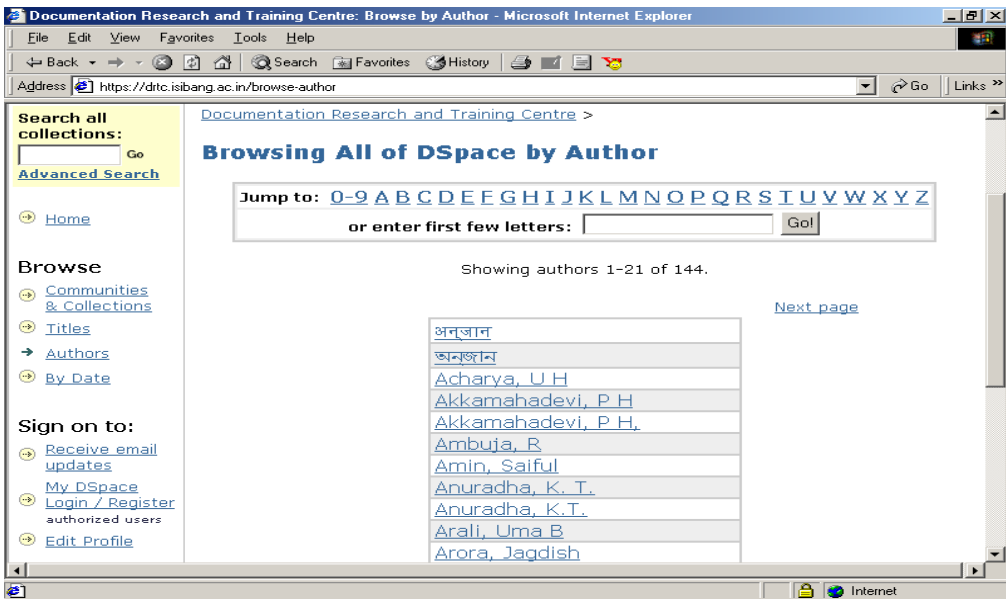 Documentation Research and Training Centre: Browse by Author - Microsoft Internet Explorer
File Edit View Favorites Tools Help
Back Search Favorites History
Address https://drtc.isibang.ac.in/browse-author Go Links »
Search all
collections:
Go
Advanced Search
Home
Browse
Communities
& Collections
Titles
Authors
By Date
Sign on to:
Receive email
updates
My DSpace
Login / Register
authorized users
Edit Profile
Documentation Research and Training Centre >
Browsing All of DSpace by Author
Jump to: 0-9 A B C D E F G H I J K L M N O P Q R S T U V W X Y Z
or enter first few letters: Go!
Showing authors 1-21 of 144.
Next page
अन्जान
অন্জান
Acharya, U H
Akkamahadevi, P H
Akkamahadevi, P H,
Ambuja, R
Amin, Saiful
Anuradha, K. T.
Anuradha, K.T.
Arali, Uma B
Arora, Jagdish
Internet